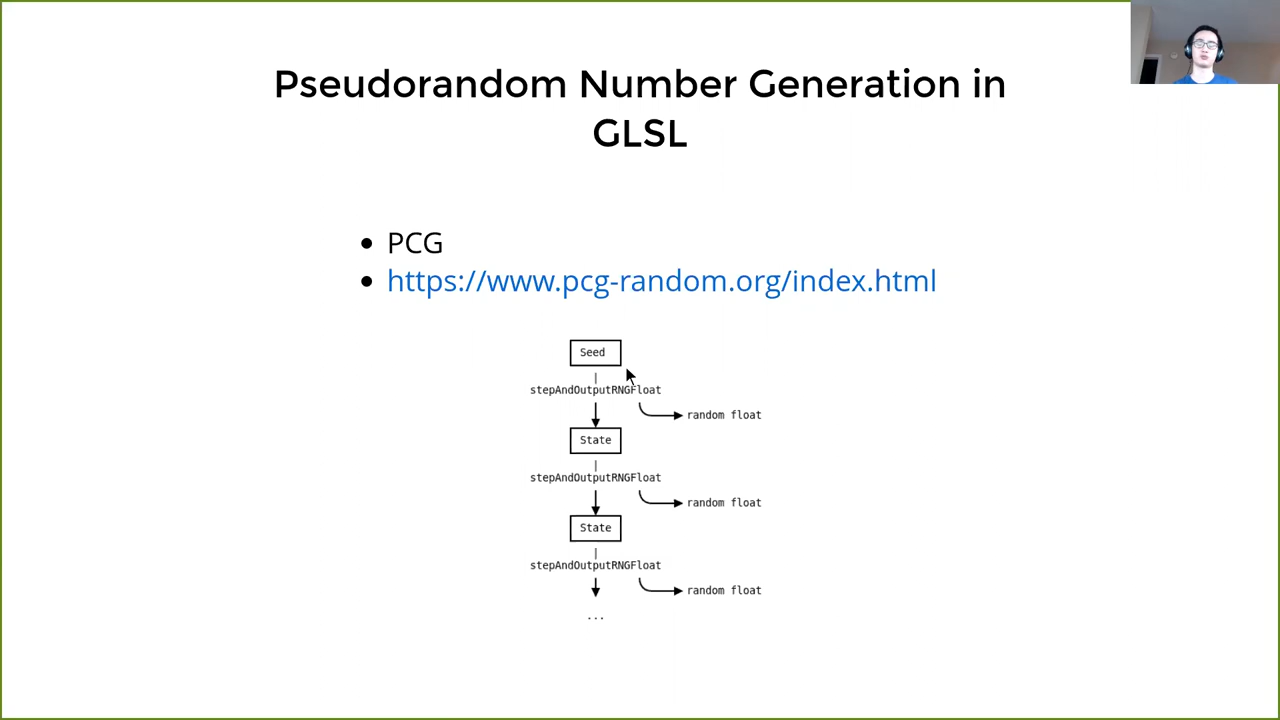 Pseudorandom Number Generation in
GLSL
PCG
https://www.pcg-random.org/index.html
Seed
stepAndOutputRNGFloat
random float
State
stepAndOutputRNGFloat
random float
State
stepAndOutputRNGFloat
random float
...